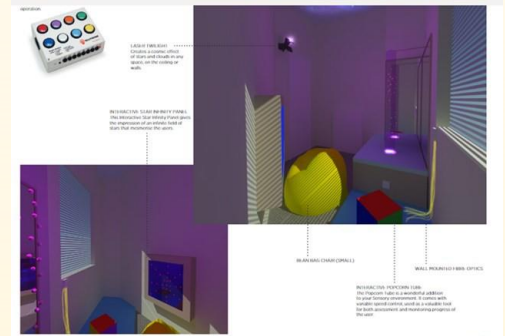 operation
LASER TWILIGHT
Creates a cosmic effect
of stars and clouds in any
space, on the ceiling or
walls
INTERACTIVE STAR INFINITY PANEL
This Interactive Star Infinity Panel gives
the impression of an infinite field of
stars that mesmerise the users
BEAN BAG CHAIR (SMALL)
WALL MOUNTED FIBRE OPTICS
INTERACTIVE POPCORN TUBE
The Popcorn Tube is a wonderful addition
to your Sensory environment. It comes with
variable speed control, used as a valuable tool
for both assessment and monitoring progress of
the user